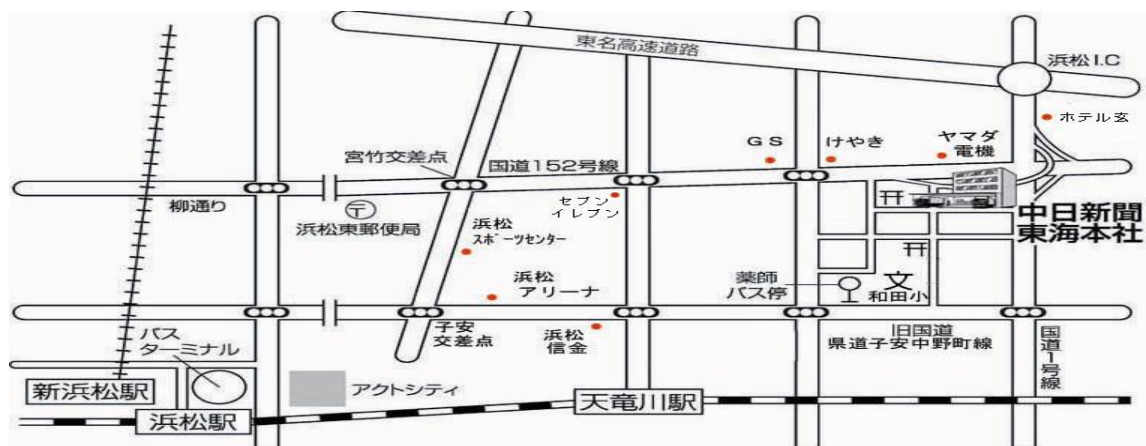 東名高速道路
浜松I.C
ホテル玄
GS
けやき
ヤマダ
電機
宮竹交差点
国道152号線
柳通り
〒
浜松東郵便局
セブン
イレブン
浜松
スポーツセンター
中日新聞
東海本社
浜松
アリーナ
薬師
バス停
文
和田小
子安
交差点
浜松
信金
旧国道
県道子安中野町線
国道1号線
バス
ターミナル
新浜松駅
アクトシティ
浜松駅
天竜川駅